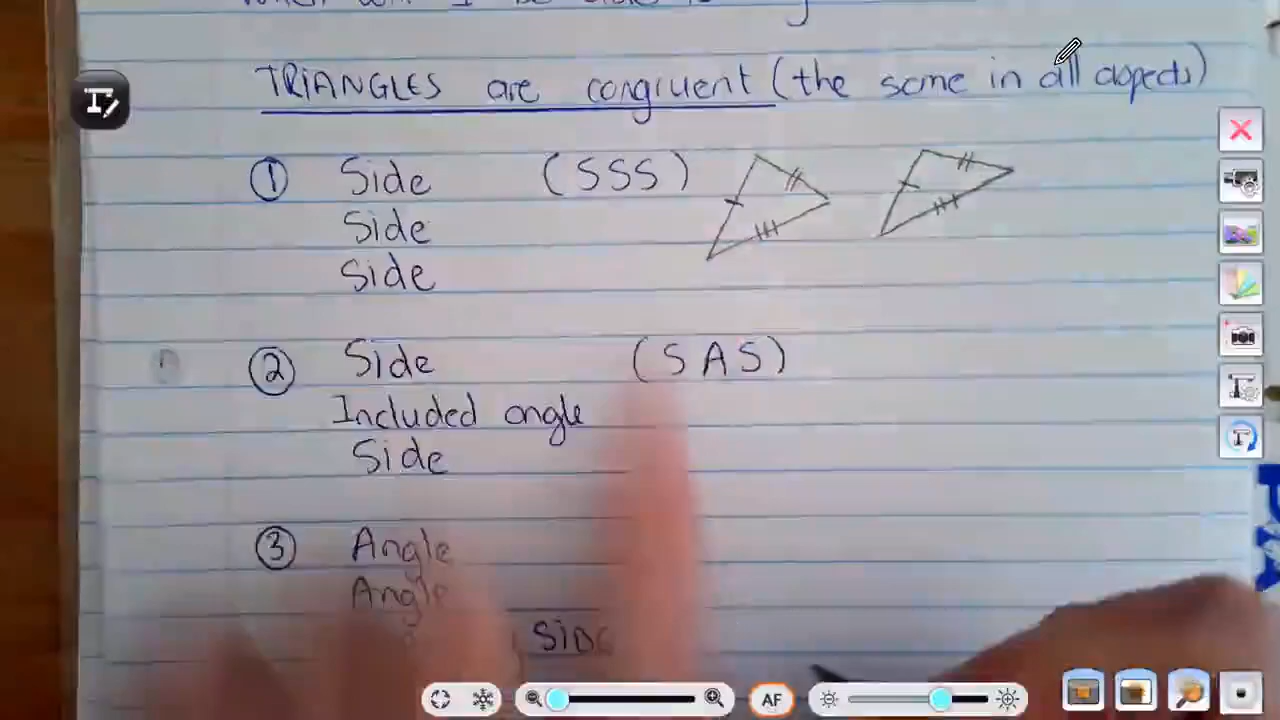 TRIANGLES are congruent (the same in all aspects)
① Side (SSS)
Side
Side
② Side (SAS)
Included angle
Side
③ Angle
Angle
SIDE
AF